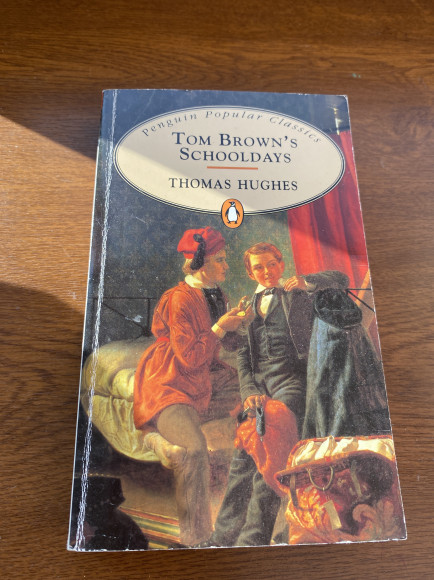 Penguin Popular Classics
TOM BROWN'S
SCHOOLDAYS
THOMAS HUGHES